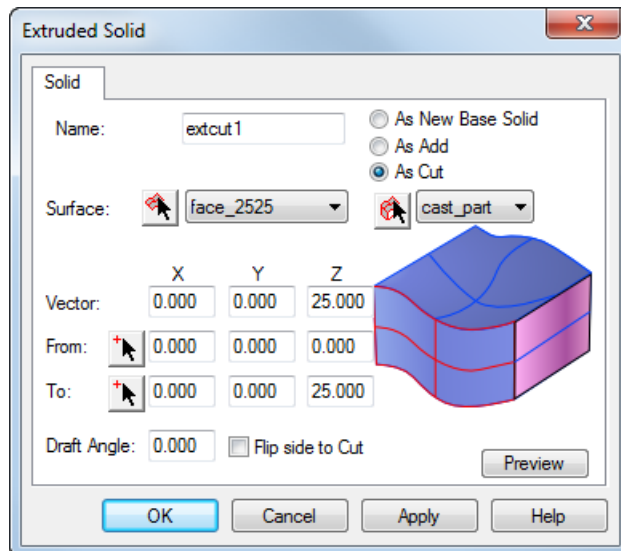 Extruded Solid
Solid
Name: extcut1
As New Base Solid
As Add
As Cut
Surface: face_2525 cast_part
X Y Z
Vector: 0.000 0.000 25.000
From: 0.000 0.000 0.000
To: 0.000 0.000 25.000
Draft Angle: 0.000 Flip side to Cut
Preview
OK Cancel Apply Help